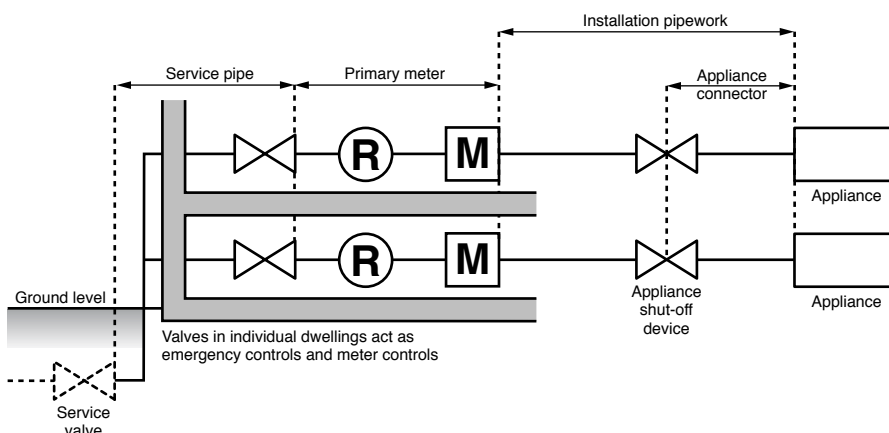 Installation pipework
Service pipe
Primary meter
Appliance
connector
R
M
Appliance
R
M
Ground level
Appliance
shut-off
device
Appliance
Valves in individual dwellings act as
emergency controls and meter controls
Service
valve